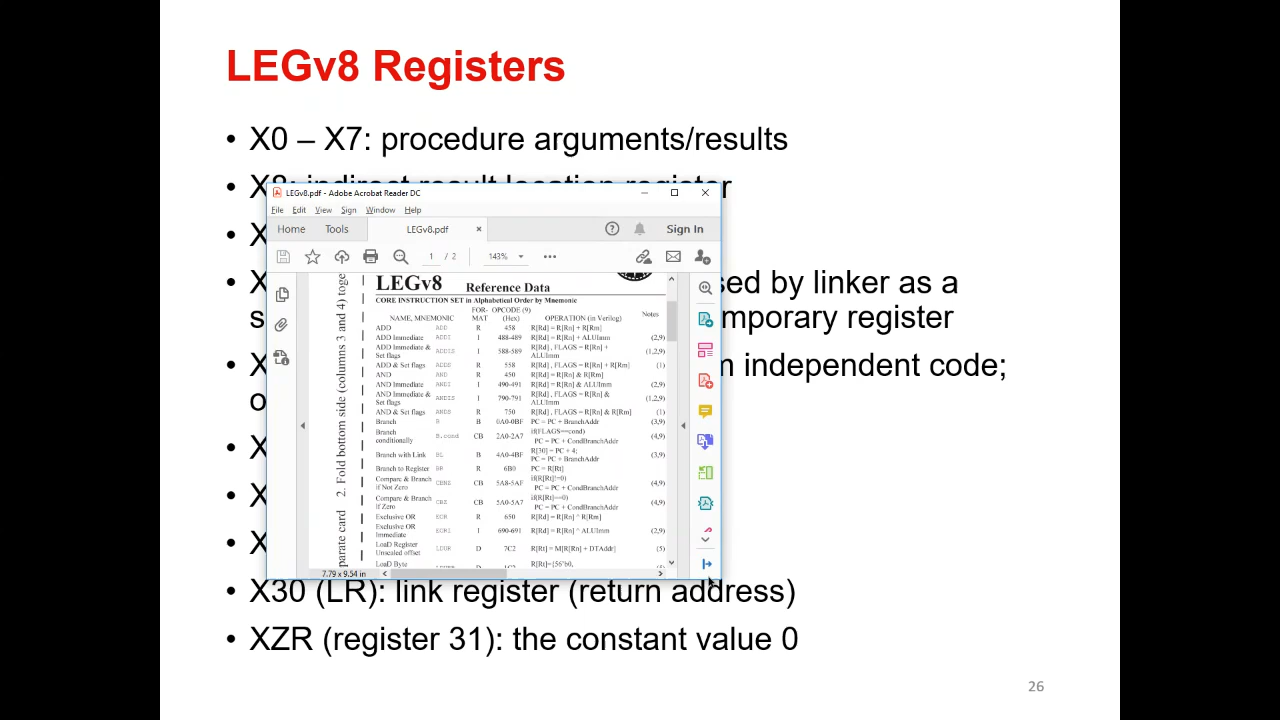 LEGv8 Registers
• X0 – X7: procedure arguments/results
• X8: indirect result location register
LEGv8.pdf - Adobe Acrobat Reader DC
File Edit View Sign Window Help
Home Tools LEGv8.pdf × Sign In
1 / 2 143%
• X
• X sed by linker as a
s mporary register
• X m independent code;
o
• X
• X
• X
2. Fold bottom side (columns 3 and 4) toge
parate card
LEGv8 Reference Data
CORE INSTRUCTION SET in Alphabetical Order by Mnemonic
NAME, MNEMONIC FOR-MAT OPCODE (9) (Hex) OPERATION (in Verilog) Notes
ADD ADD R 458 R[Rd] = R[Rn] + R[Rm]
ADD Immediate ADDI I 488-489 R[Rd] = R[Rn] + ALUImm (2,9)
ADD Immediate & Set flags ADDIS I 588-589 R[Rd], FLAGS = R[Rn] + ALUImm (1,2,9)
ADD & Set flags ADDS R 558 R[Rd], FLAGS = R[Rn] + R[Rm] (1)
AND AND R 450 R[Rd] = R[Rn] & R[Rm]
AND Immediate ANDI I 490-491 R[Rd] = R[Rn] & ALUImm (2,9)
AND Immediate & Set flags ANDIS I 790-791 R[Rd], FLAGS = R[Rn] & ALUImm (1,2,9)
AND & Set flags ANDS R 750 R[Rd], FLAGS = R[Rn] & R[Rm] (1)
Branch B B 0A0-0BF PC = PC + BranchAddr (3,9)
Branch conditionally B.cond CB 2A0-2A7 if(FLAGS==cond) PC = PC + CondBranchAddr (4,9)
Branch with Link BL B 4A0-4BF R[30] = PC + 4; PC = PC + BranchAddr (3,9)
Branch to Register BR R 6B0 PC = R[Rt]
Compare & Branch if Not Zero CBNZ CB 5A8-5AF if(R[Rt]!=0) PC = PC + CondBranchAddr (4,9)
Compare & Branch if Zero CBZ CB 5A0-5A7 if(R[Rt]==0) PC = PC + CondBranchAddr (4,9)
Exclusive OR EOR R 650 R[Rd] = R[Rn] ^ R[Rm]
Exclusive OR Immediate EORI I 690-691 R[Rd] = R[Rn] ^ ALUImm (2,9)
LoaD Register Unscaled offset LDUR D 7C2 R[Rt] = M[R[Rn] + DTAddr] (5)
LoaD Byte R[Rt]={56'b0,
7.79 x 9.54 in
• X30 (LR): link register (return address)
• XZR (register 31): the constant value 0
26